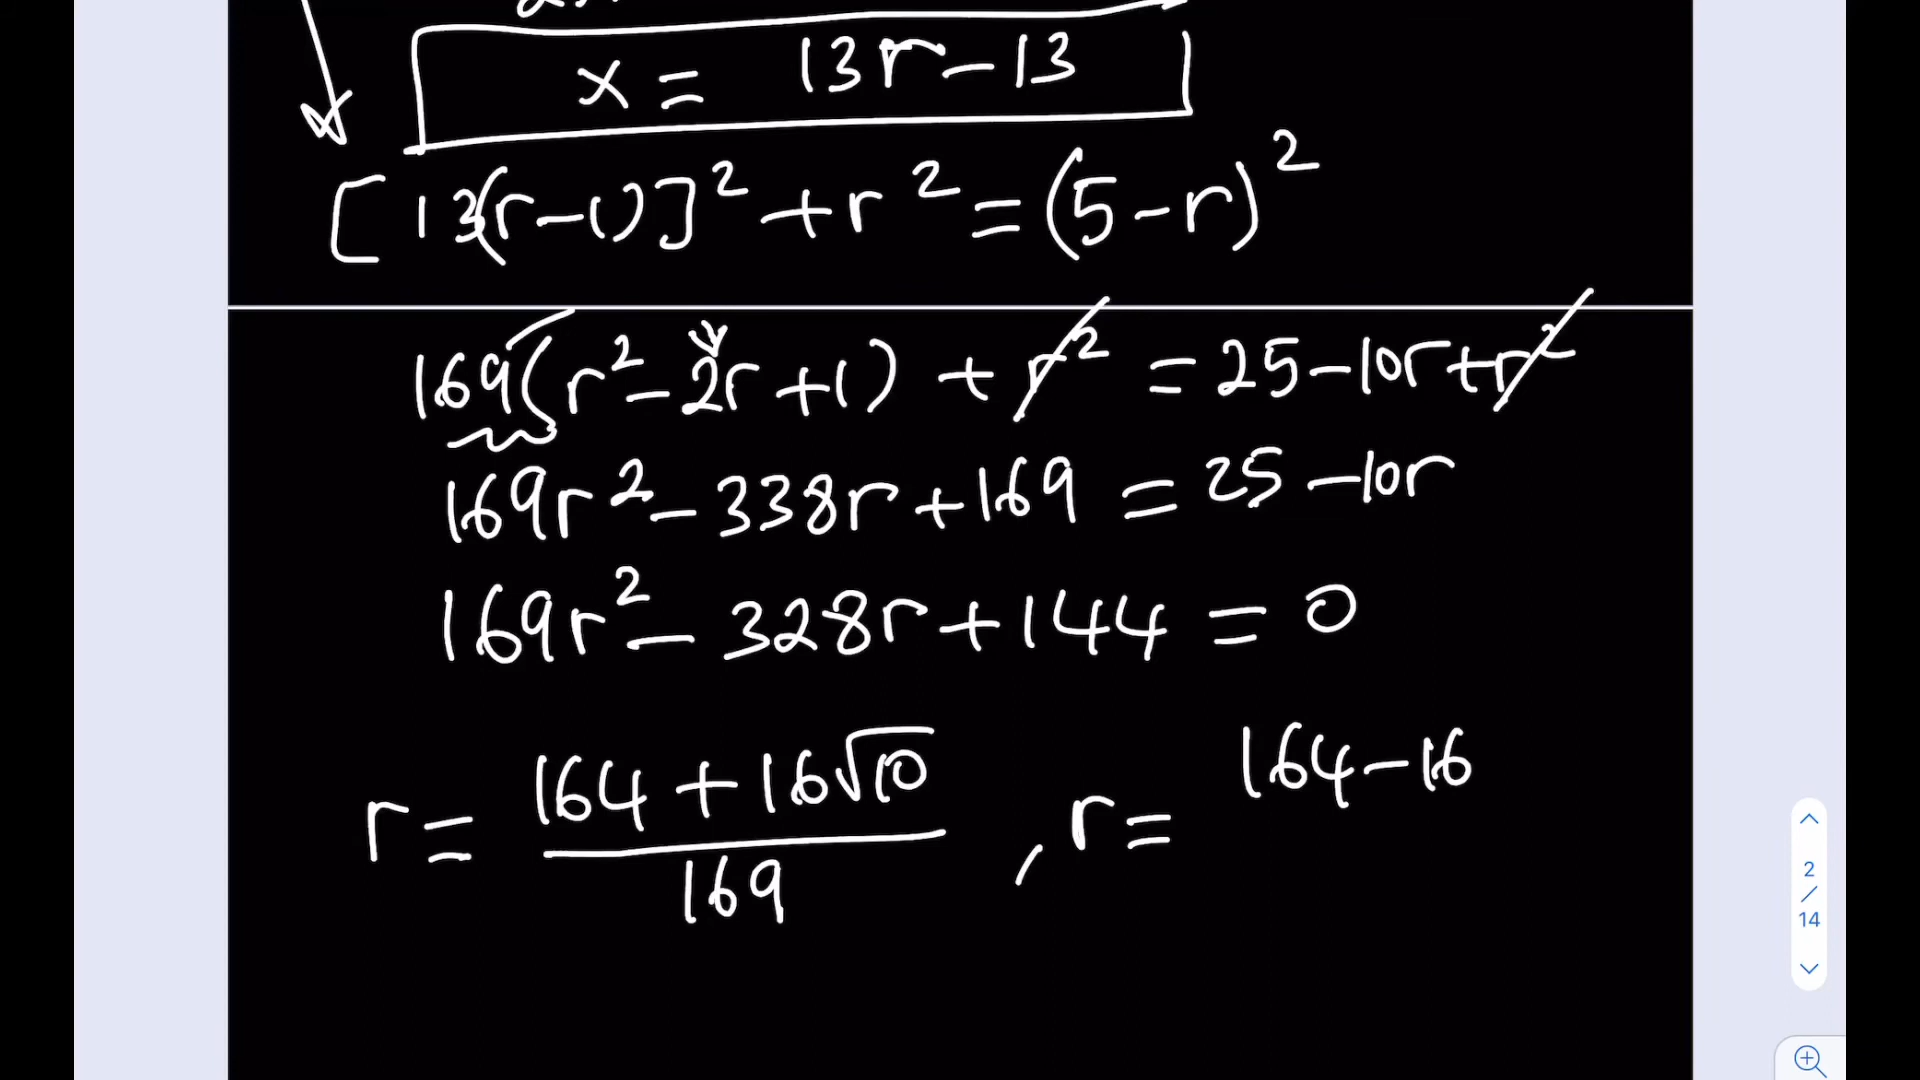 x = 13r - 13
[13(r-1)]² + r² = (5-r)²
169(r² - 2r + 1) + r² = 25 - 10r + r²
169r² - 338r + 169 = 25 - 10r
169r² - 328r + 144 = 0
r = (164 + 16√10)/169 , r = 164 - 16
2
/
14